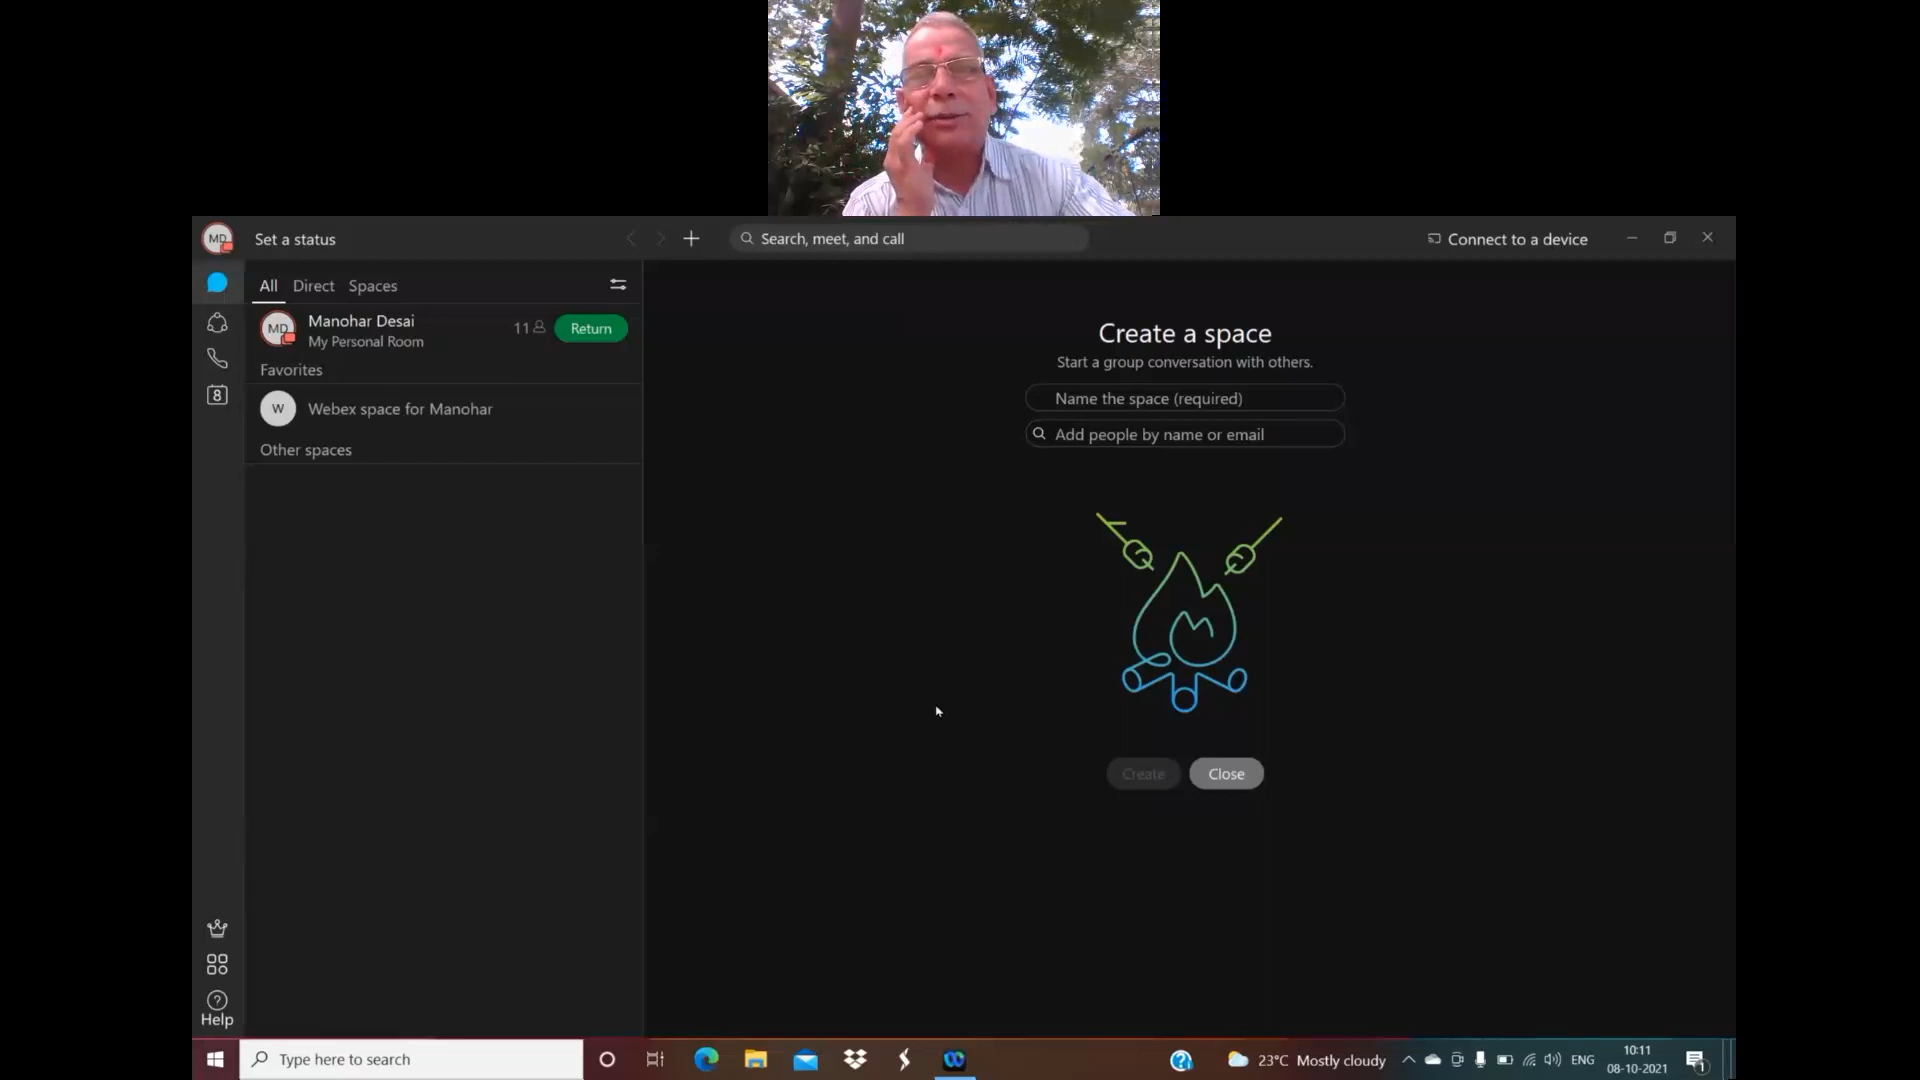 MD Set a status Search, meet, and call Connect to a device
All Direct Spaces
MD Manohar Desai 11 Return
My Personal Room
Favorites
W Webex space for Manohar
Other spaces
8
Help
Create a space
Start a group conversation with others.
Name the space (required)
Add people by name or email
Create Close
Type here to search 23°C Mostly cloudy ENG 10:11
08-10-2021
1